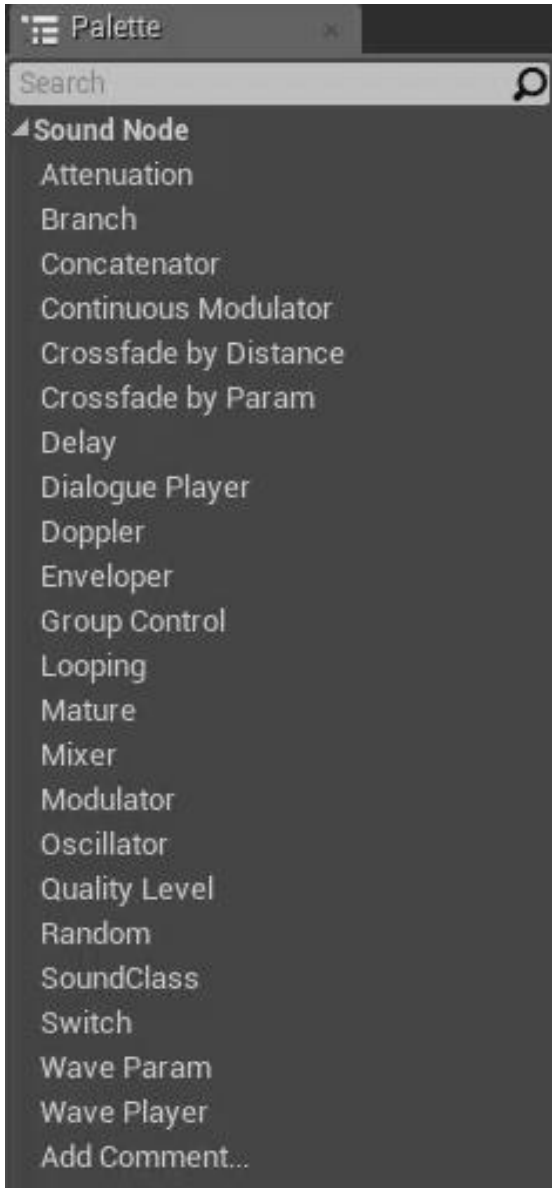 Palette
Search
Sound Node
Attenuation
Branch
Concatenator
Continuous Modulator
Crossfade by Distance
Crossfade by Param
Delay
Dialogue Player
Doppler
Enveloper
Group Control
Looping
Mature
Mixer
Modulator
Oscillator
Quality Level
Random
SoundClass
Switch
Wave Param
Wave Player
Add Comment...